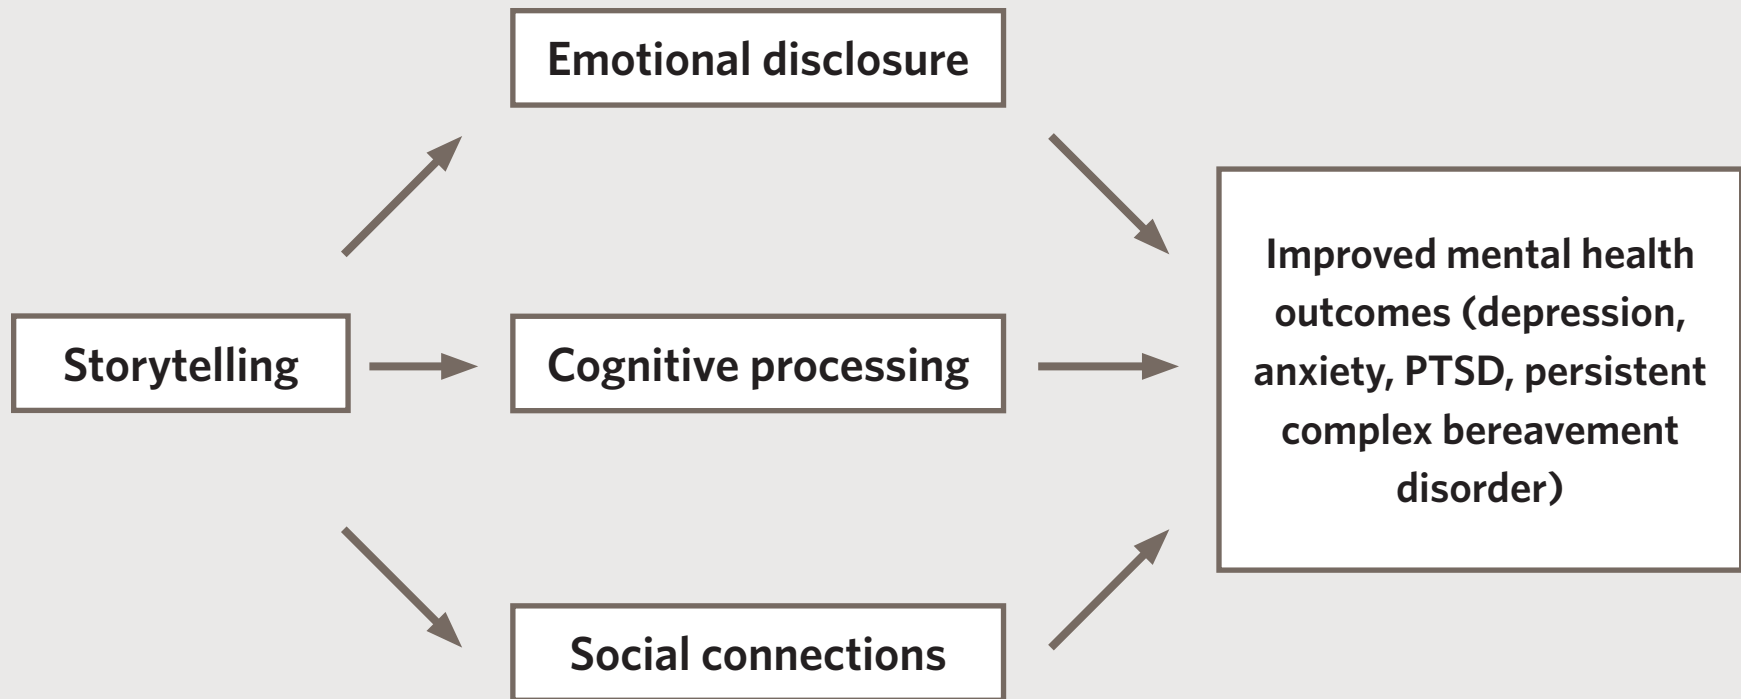 Emotional disclosure
Storytelling
Cognitive processing
Social connections
Improved mental health
outcomes (depression,
anxiety, PTSD, persistent
complex bereavement
disorder)